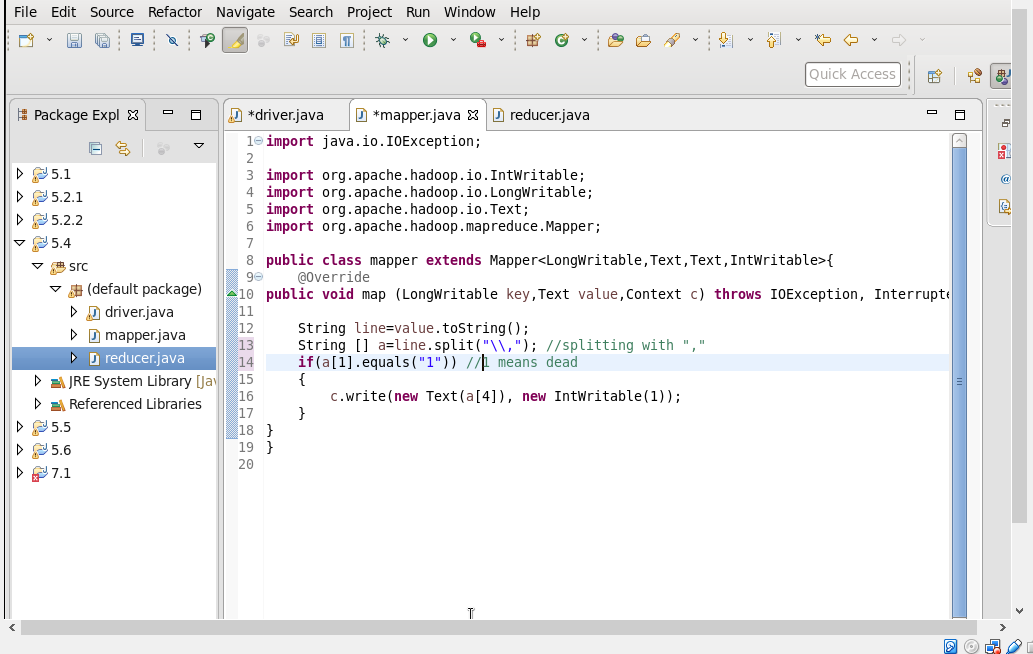 File Edit Source Refactor Navigate Search Project Run Window Help
Quick Access
Package Expl
*driver.java
*mapper.java
reducer.java
5.1
5.2.1
5.2.2
5.4
src
(default package)
driver.java
mapper.java
reducer.java
JRE System Library [Jav
Referenced Libraries
5.5
5.6
7.1
1 import java.io.IOException;
2
3 import org.apache.hadoop.io.IntWritable;
4 import org.apache.hadoop.io.LongWritable;
5 import org.apache.hadoop.io.Text;
6 import org.apache.hadoop.mapreduce.Mapper;
7
8 public class mapper extends Mapper<LongWritable,Text,Text,IntWritable>{
9 @Override
10 public void map (LongWritable key,Text value,Context c) throws IOException, Interrupte
11
12 String line=value.toString();
13 String [] a=line.split("\\,"); //splitting with ","
14 if(a[1].equals("1")) //1 means dead
15 {
16 c.write(new Text(a[4]), new IntWritable(1));
17 }
18 }
19 }
20